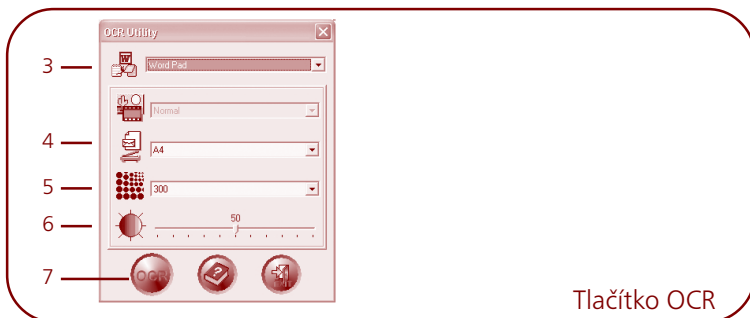 OCR Utility
3
Word Pad
Normal
4
A4
5
300
6
50
7
OCR
Tlačítko OCR